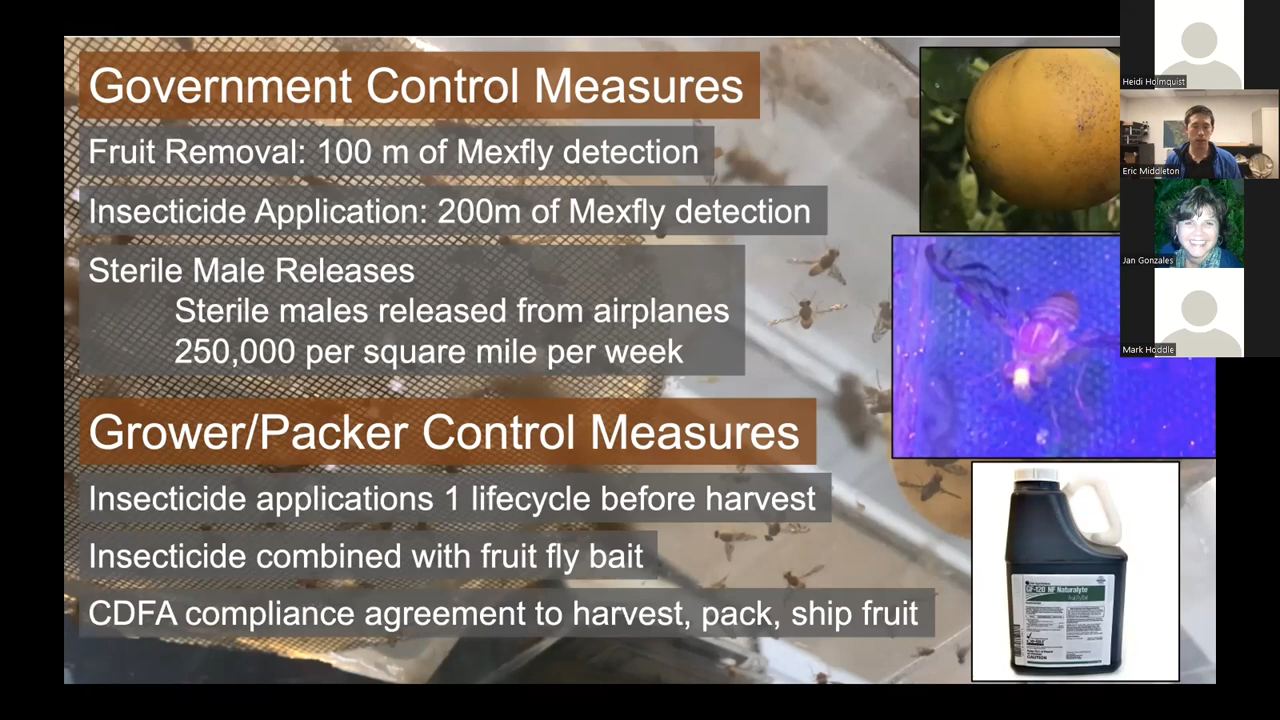 Government Control Measures
Fruit Removal: 100 m of Mexfly detection
Insecticide Application: 200m of Mexfly detection
Sterile Male Releases
Sterile males released from airplanes
250,000 per square mile per week
Grower/Packer Control Measures
Insecticide applications 1 lifecycle before harvest
Insecticide combined with fruit fly bait
CDFA compliance agreement to harvest, pack, ship fruit
Heidi Holmquist
Eric Middleton
Jan Gonzales
Mark Hoddle
GF-120 NF Naturalyte
CAUTION